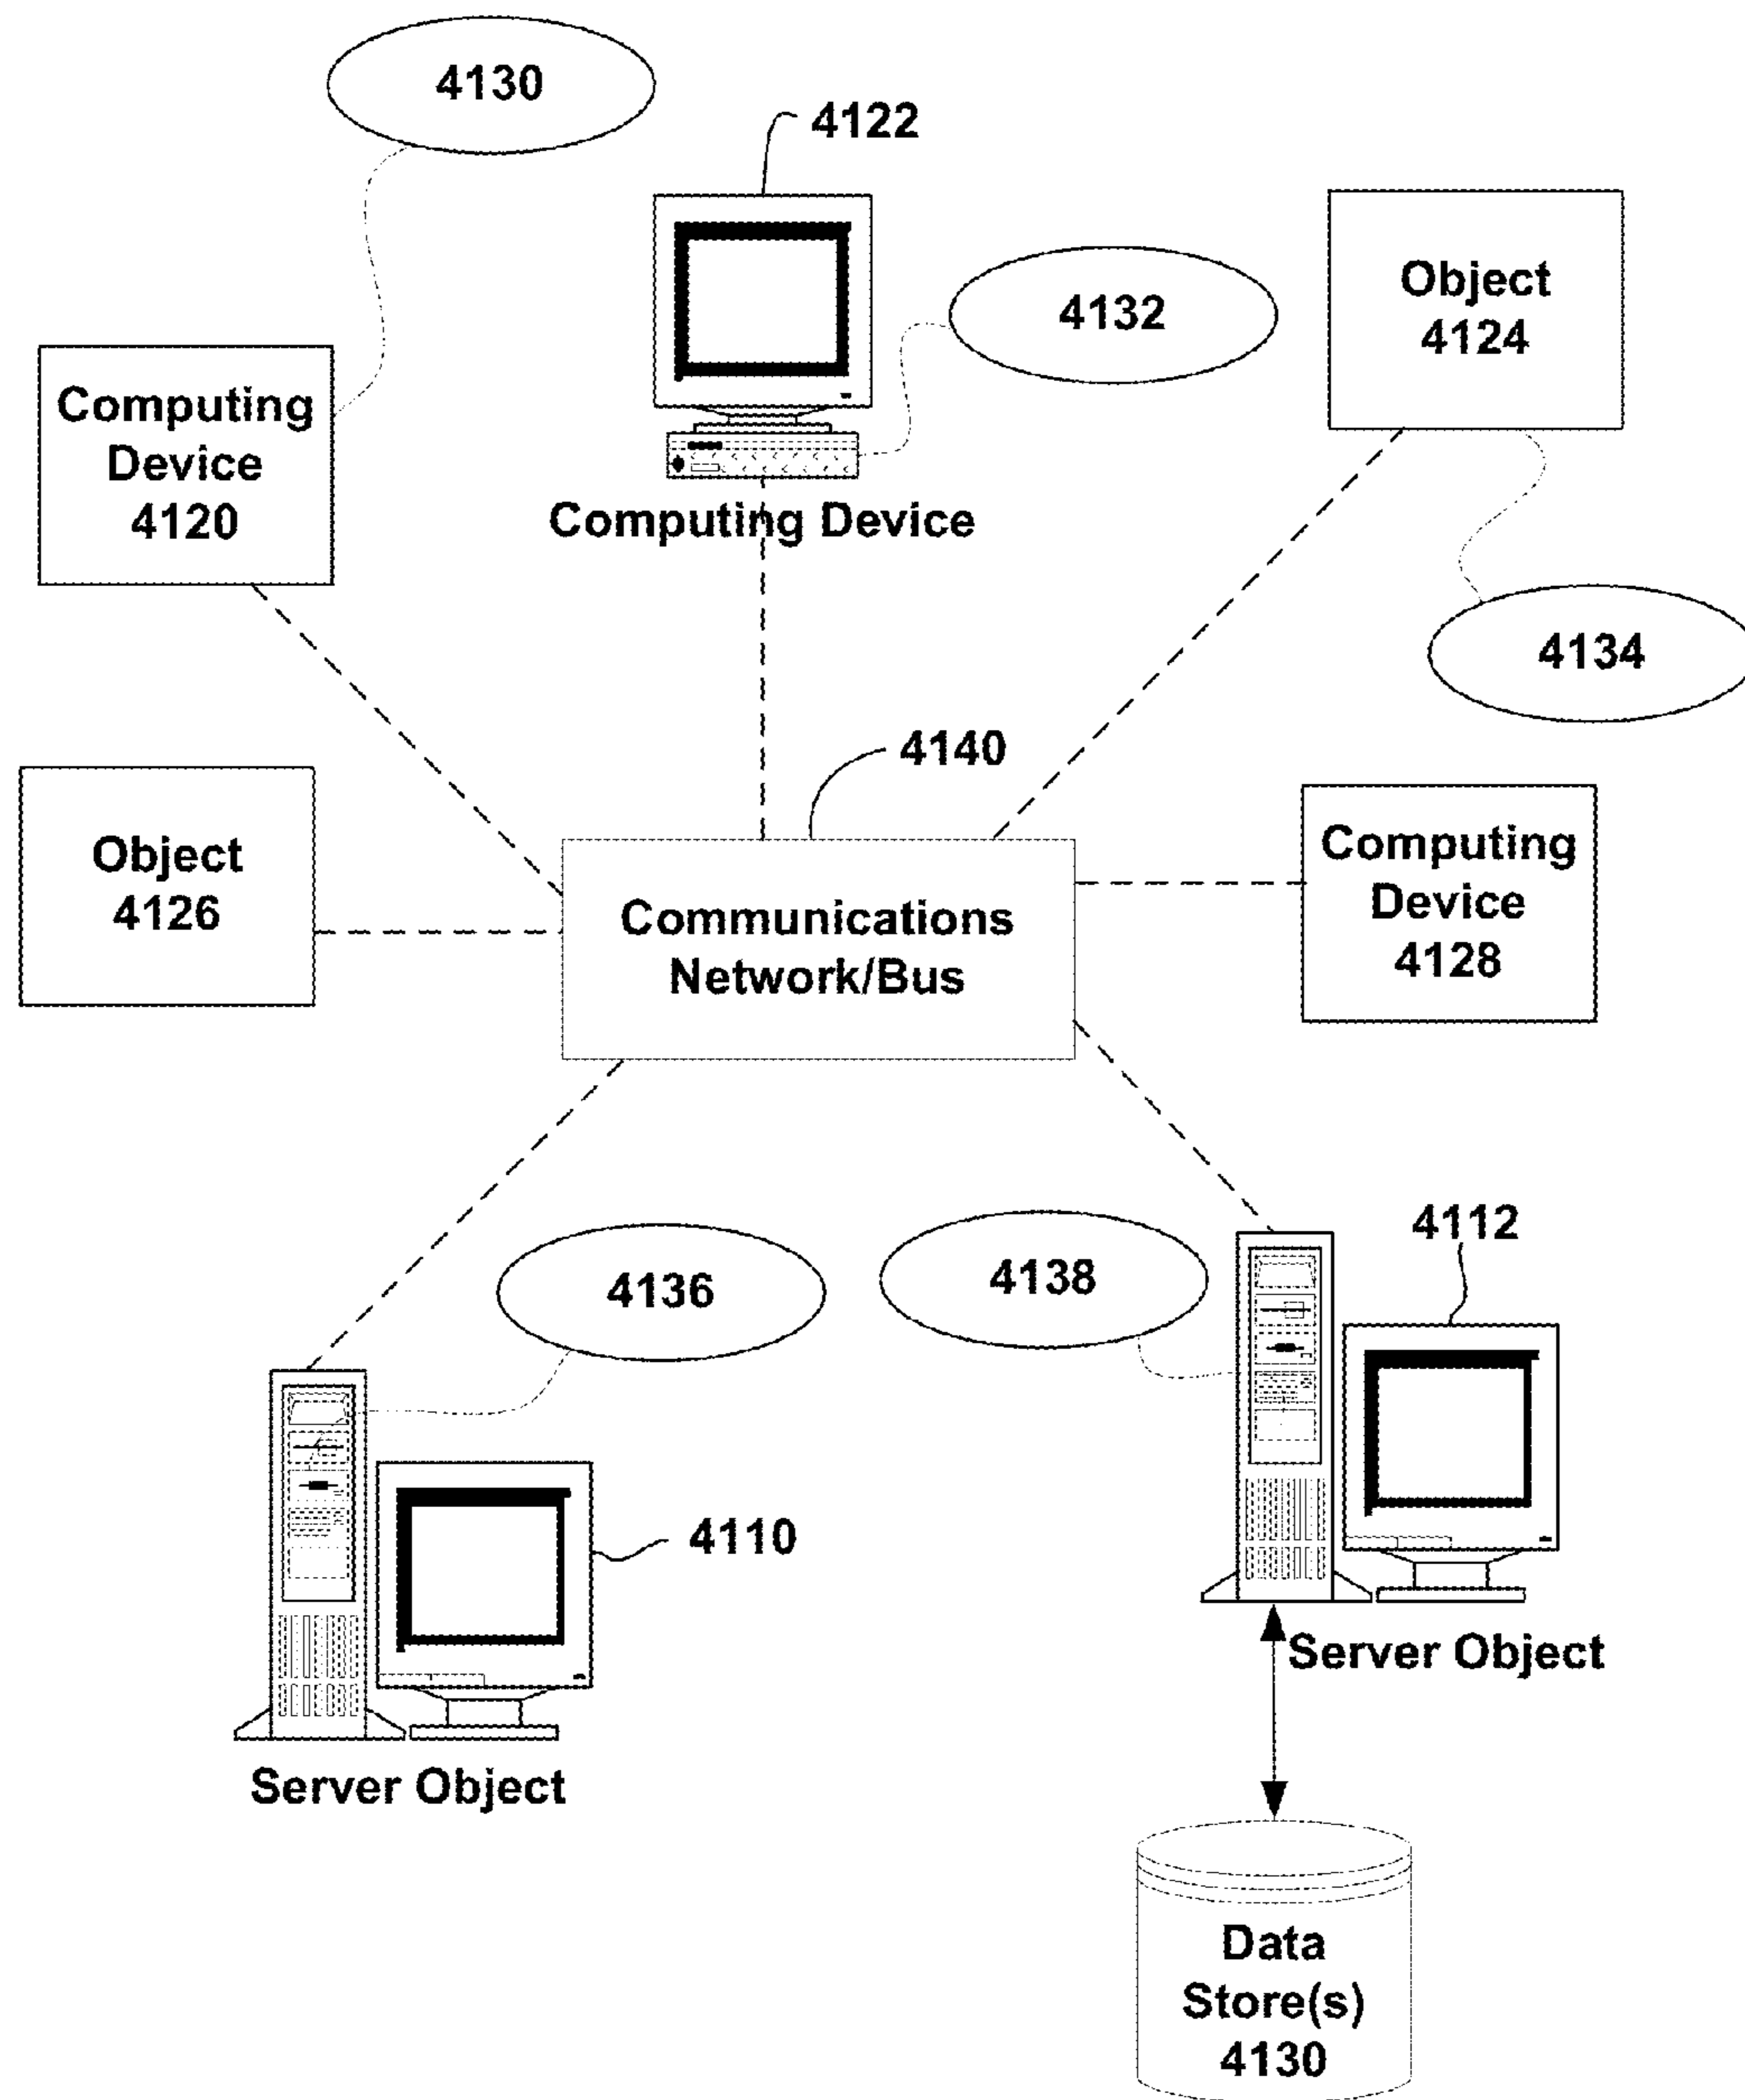 4130
4122
Object
4124
4132
Computing
Device
4120
Computing Device
4134
4140
Object
4126
Communications
Network/Bus
Computing
Device
4128
4112
4136
4138
4110
Server Object
Server Object
Data
Store(s)
4130